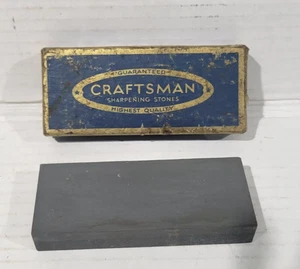 GUARANTEED
CRAFTSMAN
SHARPENING STONES
HIGHEST QUALITY